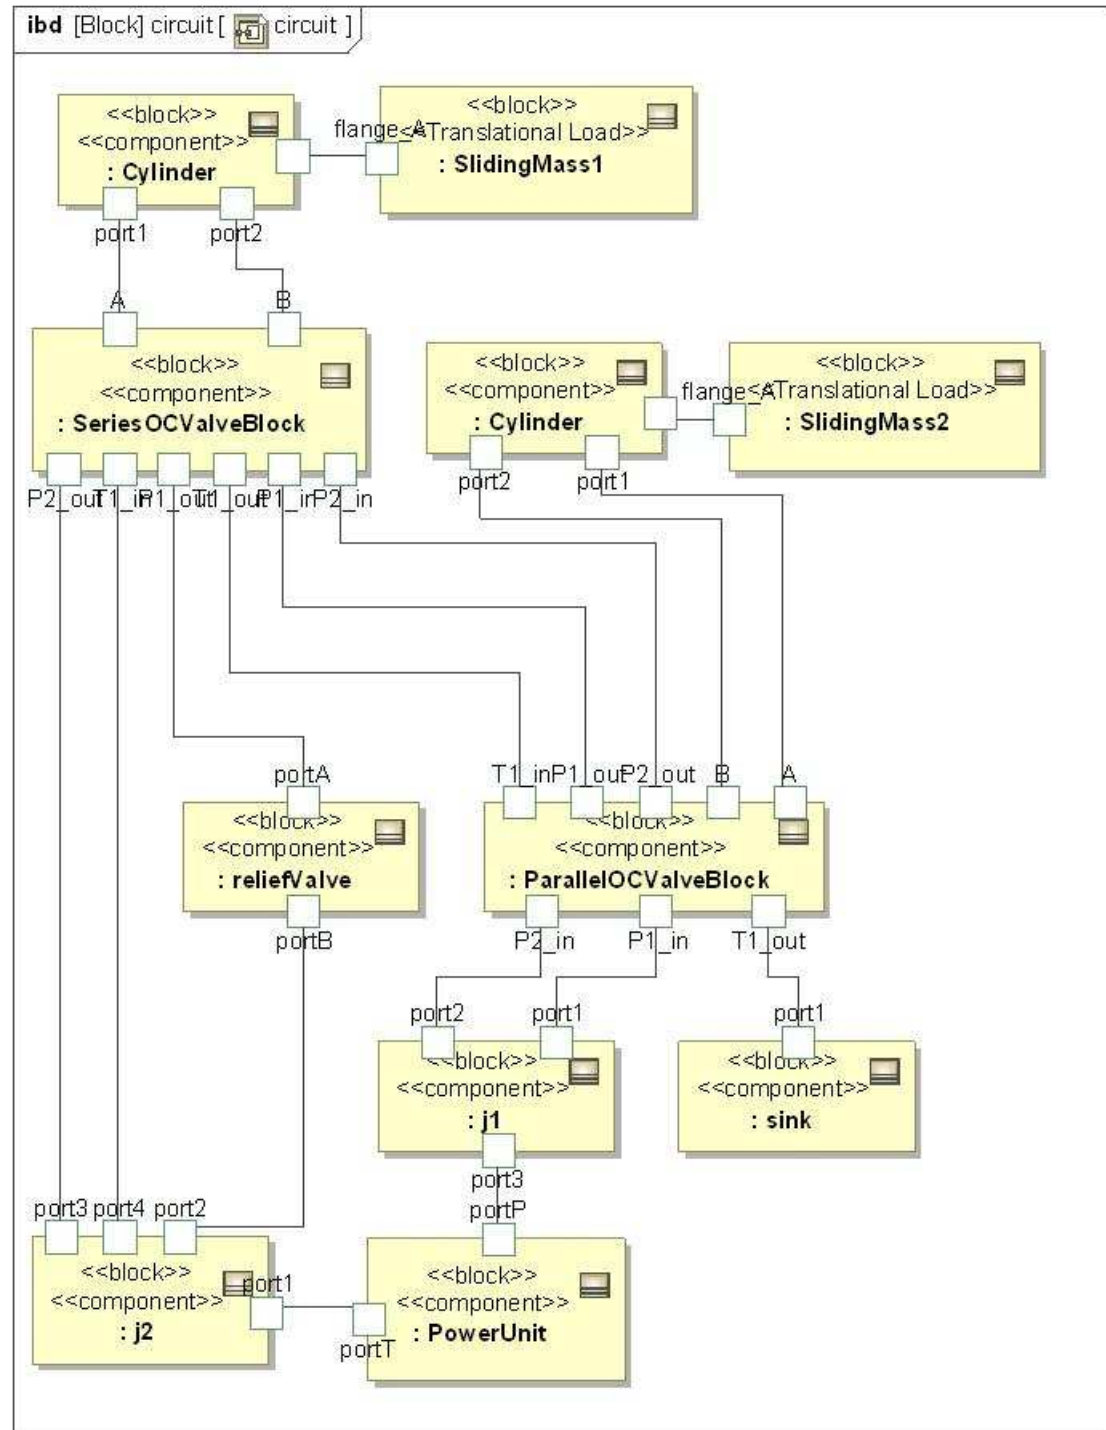 ibd [Block] circuit [ circuit ]
<<block>>
<<component>>
: Cylinder
flange_A
<<Translational Load>>
<<block>>
: SlidingMass1
port1
port2
A
B
<<block>>
<<component>>
: SeriesOCValveBlock
<<block>>
<<component>>
: Cylinder
flange_A
<<block>>
<<Translational Load>>
: SlidingMass2
port2
port1
P2_out
T1_in
P1_out
T1_out
P1_in
P2_in
portA
T1_in
P1_out
P2_out
B
A
<<block>>
<<component>>
: reliefValve
<<block>>
<<component>>
: ParallelOCValveBlock
portB
P2_in
P1_in
T1_out
port2
port1
port1
<<block>>
<<component>>
: j1
<<block>>
<<component>>
: sink
port3
portP
port3
port4
port2
<<block>>
<<component>>
: j2
port1
portT
<<block>>
<<component>>
: PowerUnit